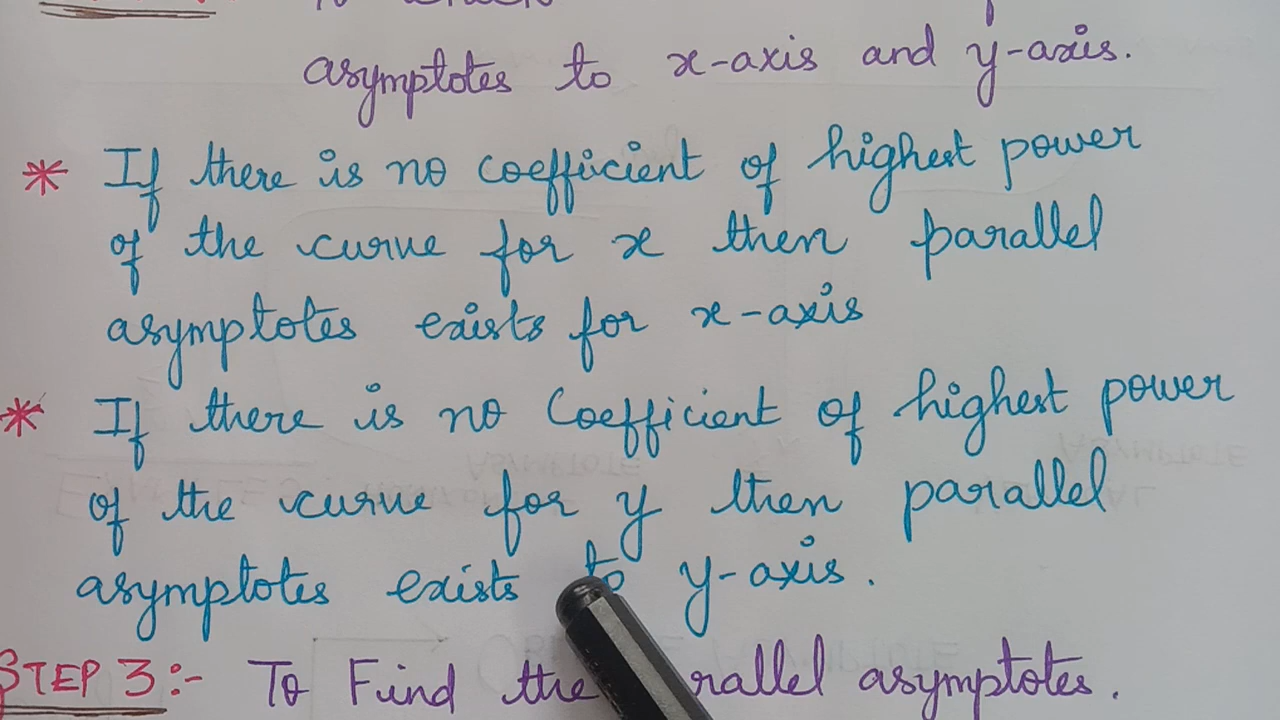 asymptotes to x-axis and y-axis.
* If there is no coefficient of highest power
of the curve for x then parallel
asymptotes exists for x-axis
* If there is no Coefficient of highest power
of the curve for y then parallel
asymptotes exists to y-axis.
STEP 3:- To Find the rallel asymptotes.